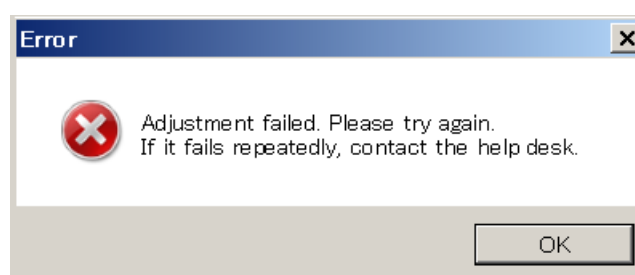 Error
Adjustment failed. Please try again.
If it fails repeatedly, contact the help desk.
OK